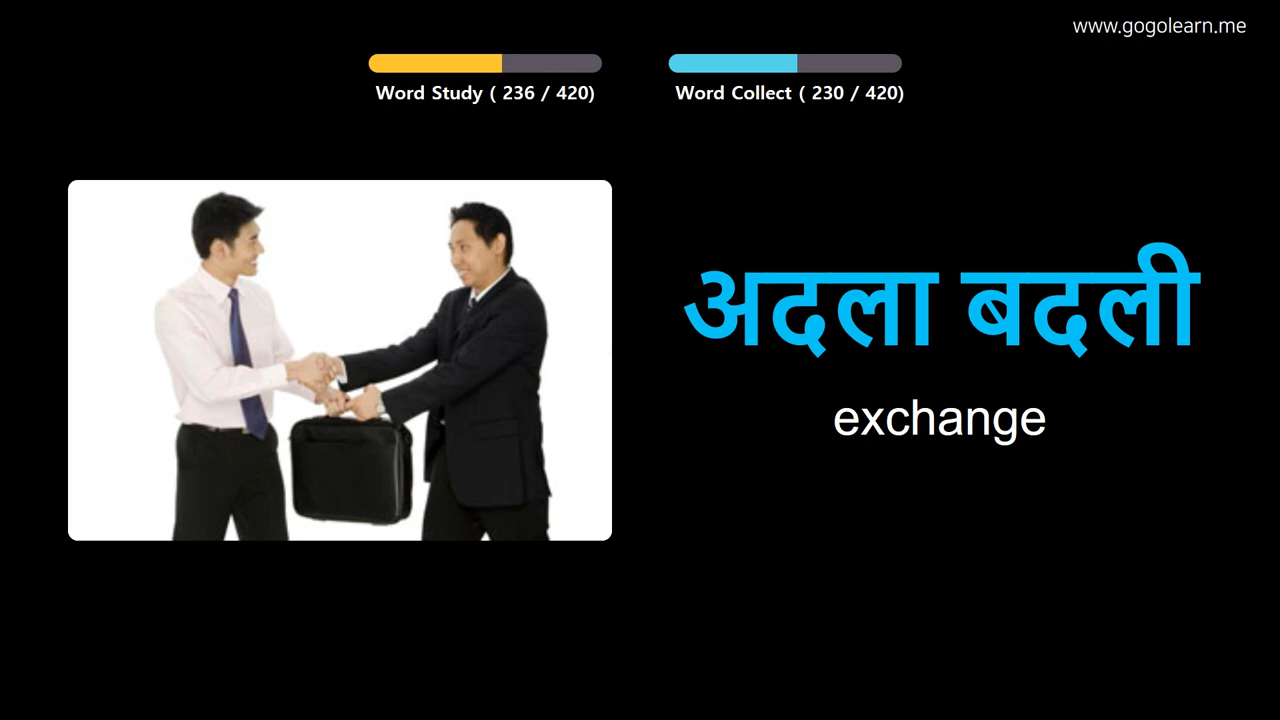 www.gogolearn.me
Word Study ( 236 / 420)
Word Collect ( 230 / 420)
अदला बदली
exchange